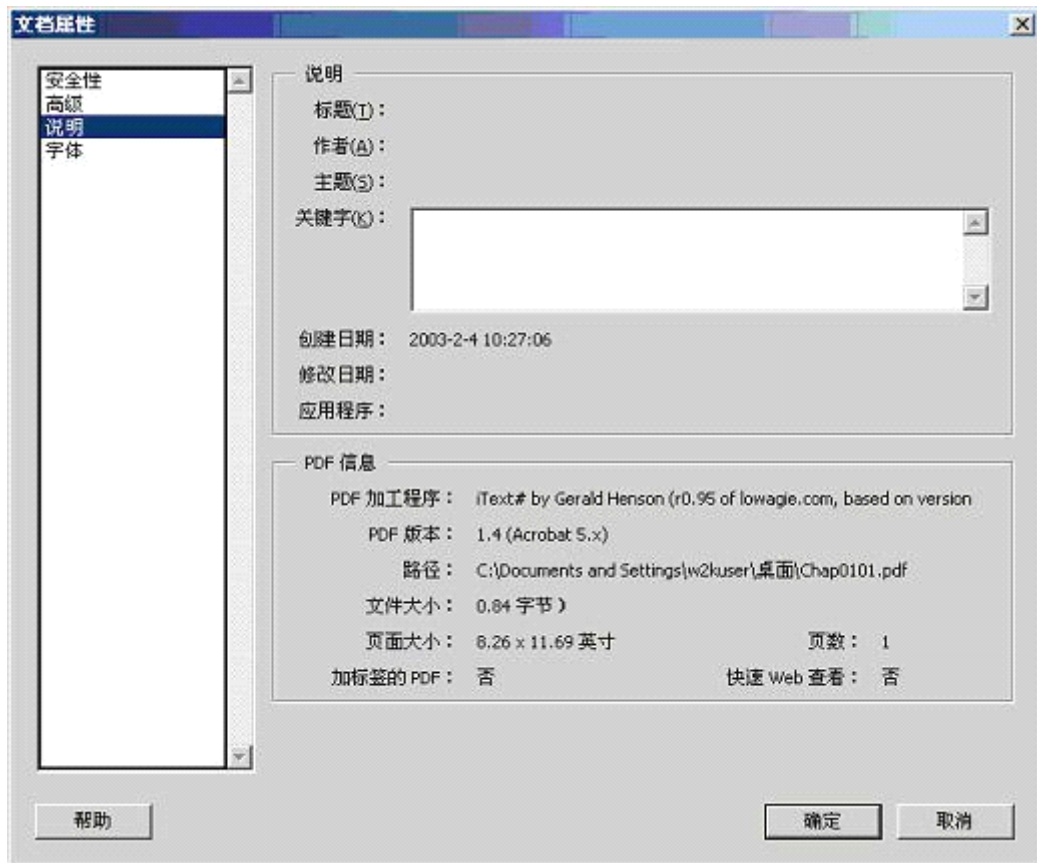 文档属性
安全性
高级
说明
字体
说明
标题(T)：
作者(A)：
主题(S)：
关键字(K)：
创建日期： 2003-2-4 10:27:06
修改日期：
应用程序：
PDF 信息
PDF 加工程序： iText# by Gerald Henson (r0.95 of lowagie.com, based on version
PDF 版本： 1.4 (Acrobat 5.x)
路径： C:\Documents and Settings\w2kuser\桌面\Chap0101.pdf
文件大小： 0.84 字节 )
页面大小： 8.26 x 11.69 英寸 页数： 1
加标签的 PDF： 否 快速 Web 查看： 否
帮助 确定 取消